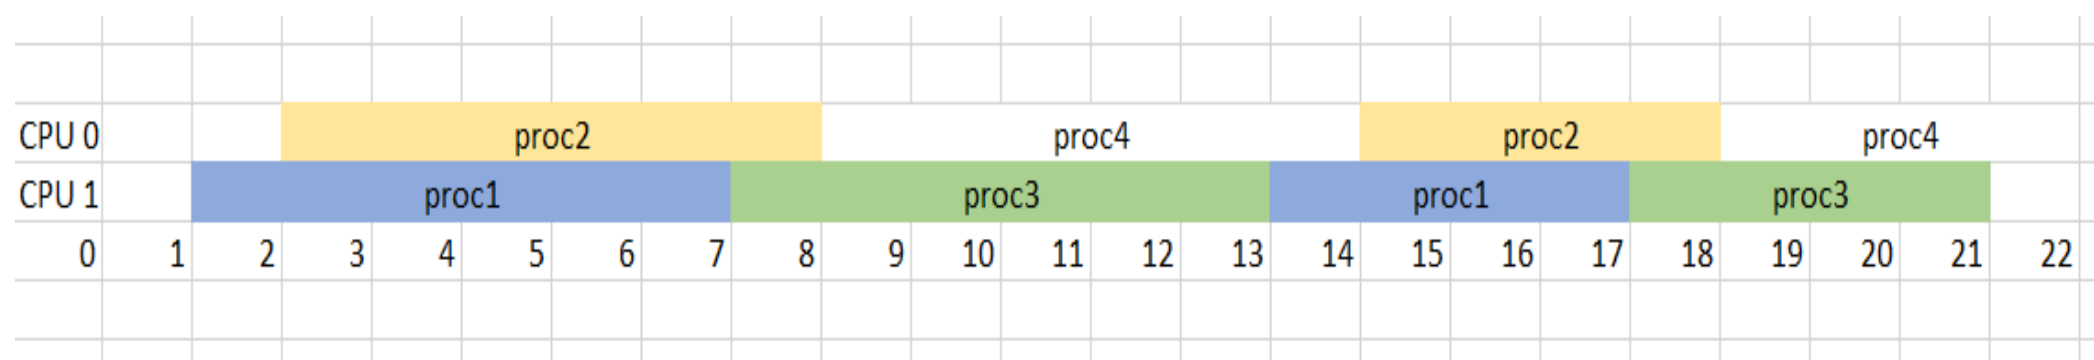 CPU 0 proc2 proc4 proc2 proc4
CPU 1 proc1 proc3 proc1 proc3
0 1 2 3 4 5 6 7 8 9 10 11 12 13 14 15 16 17 18 19 20 21 22